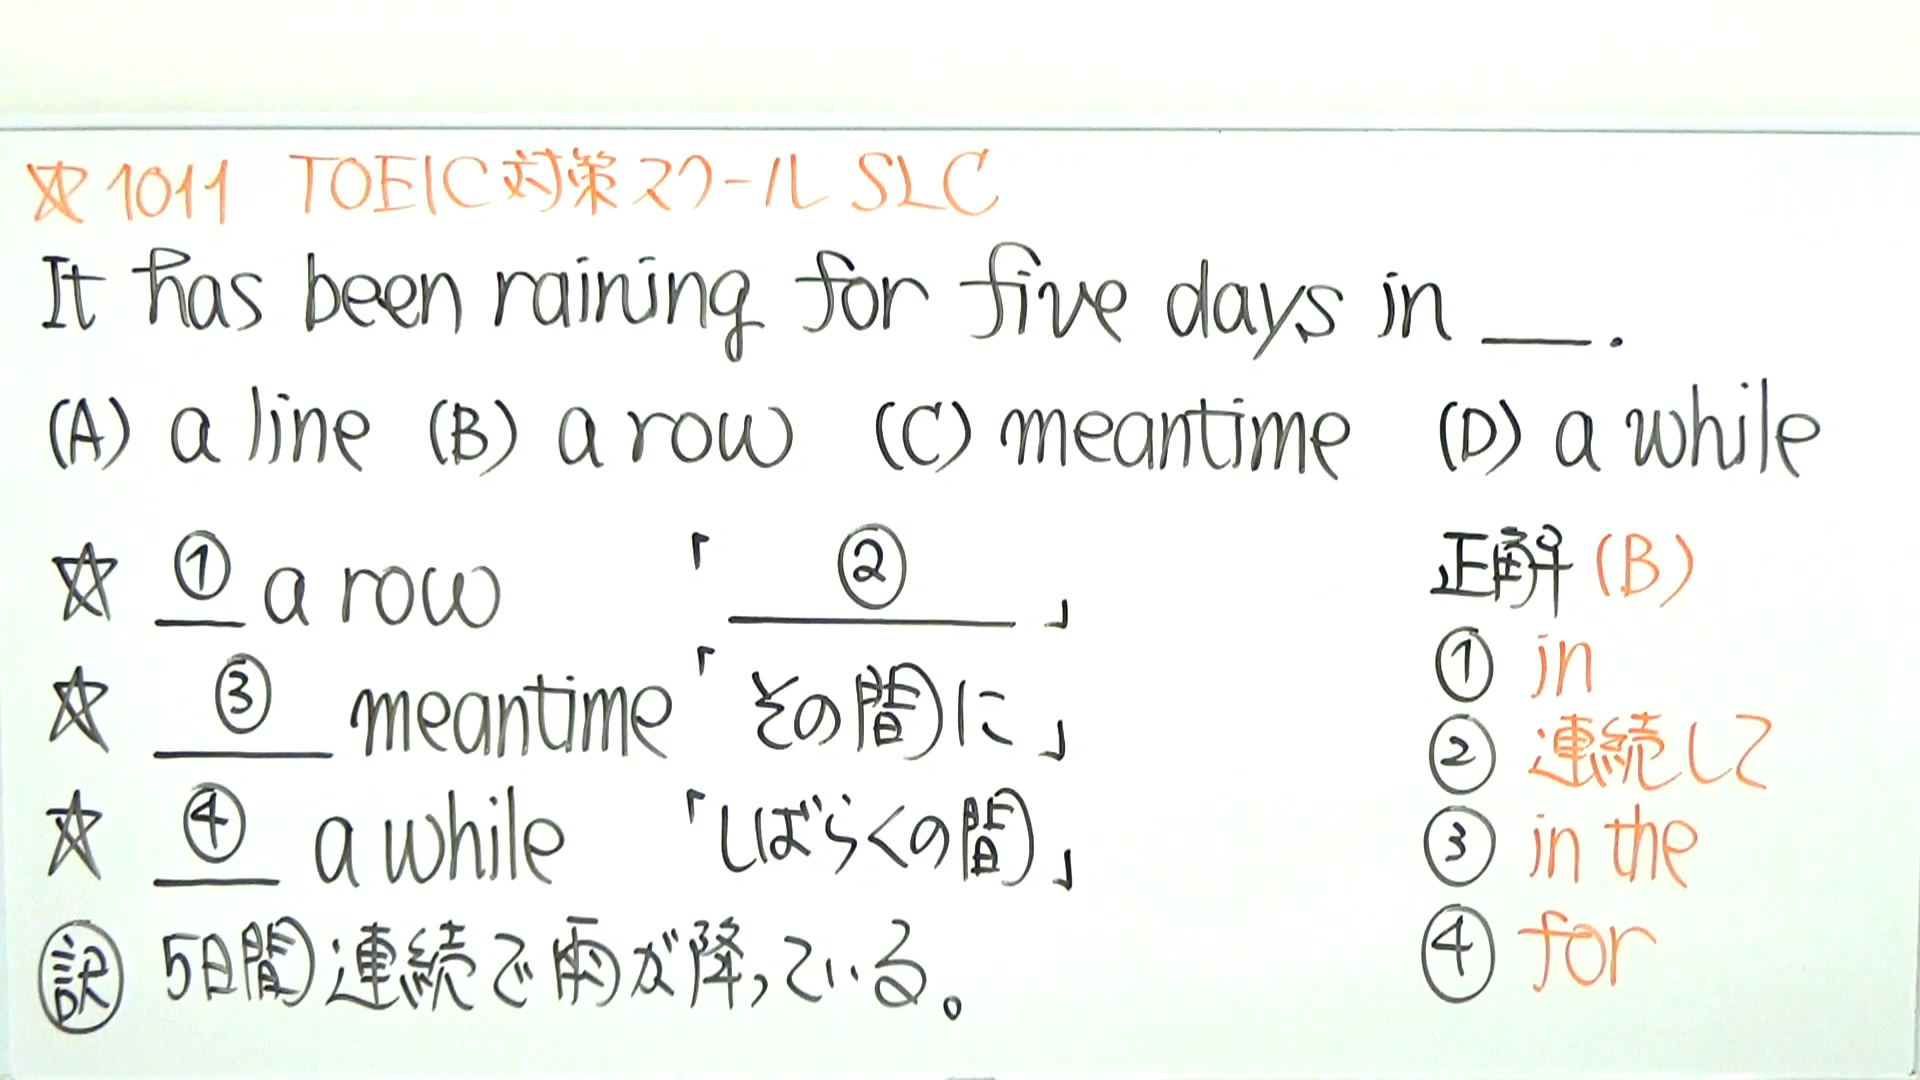 ☆1011 TOEIC対策スクールSLC
It has been raining for five days in ___.
(A) a line (B) a row (C) meantime (D) a while
☆ ① a row 「 ② 」
☆ ③ meantime 「その間に」
☆ ④ a while 「しばらくの間」
訳 5日間連続で雨が降っている。
正解 (B)
① in
② 連続して
③ in the
④ for